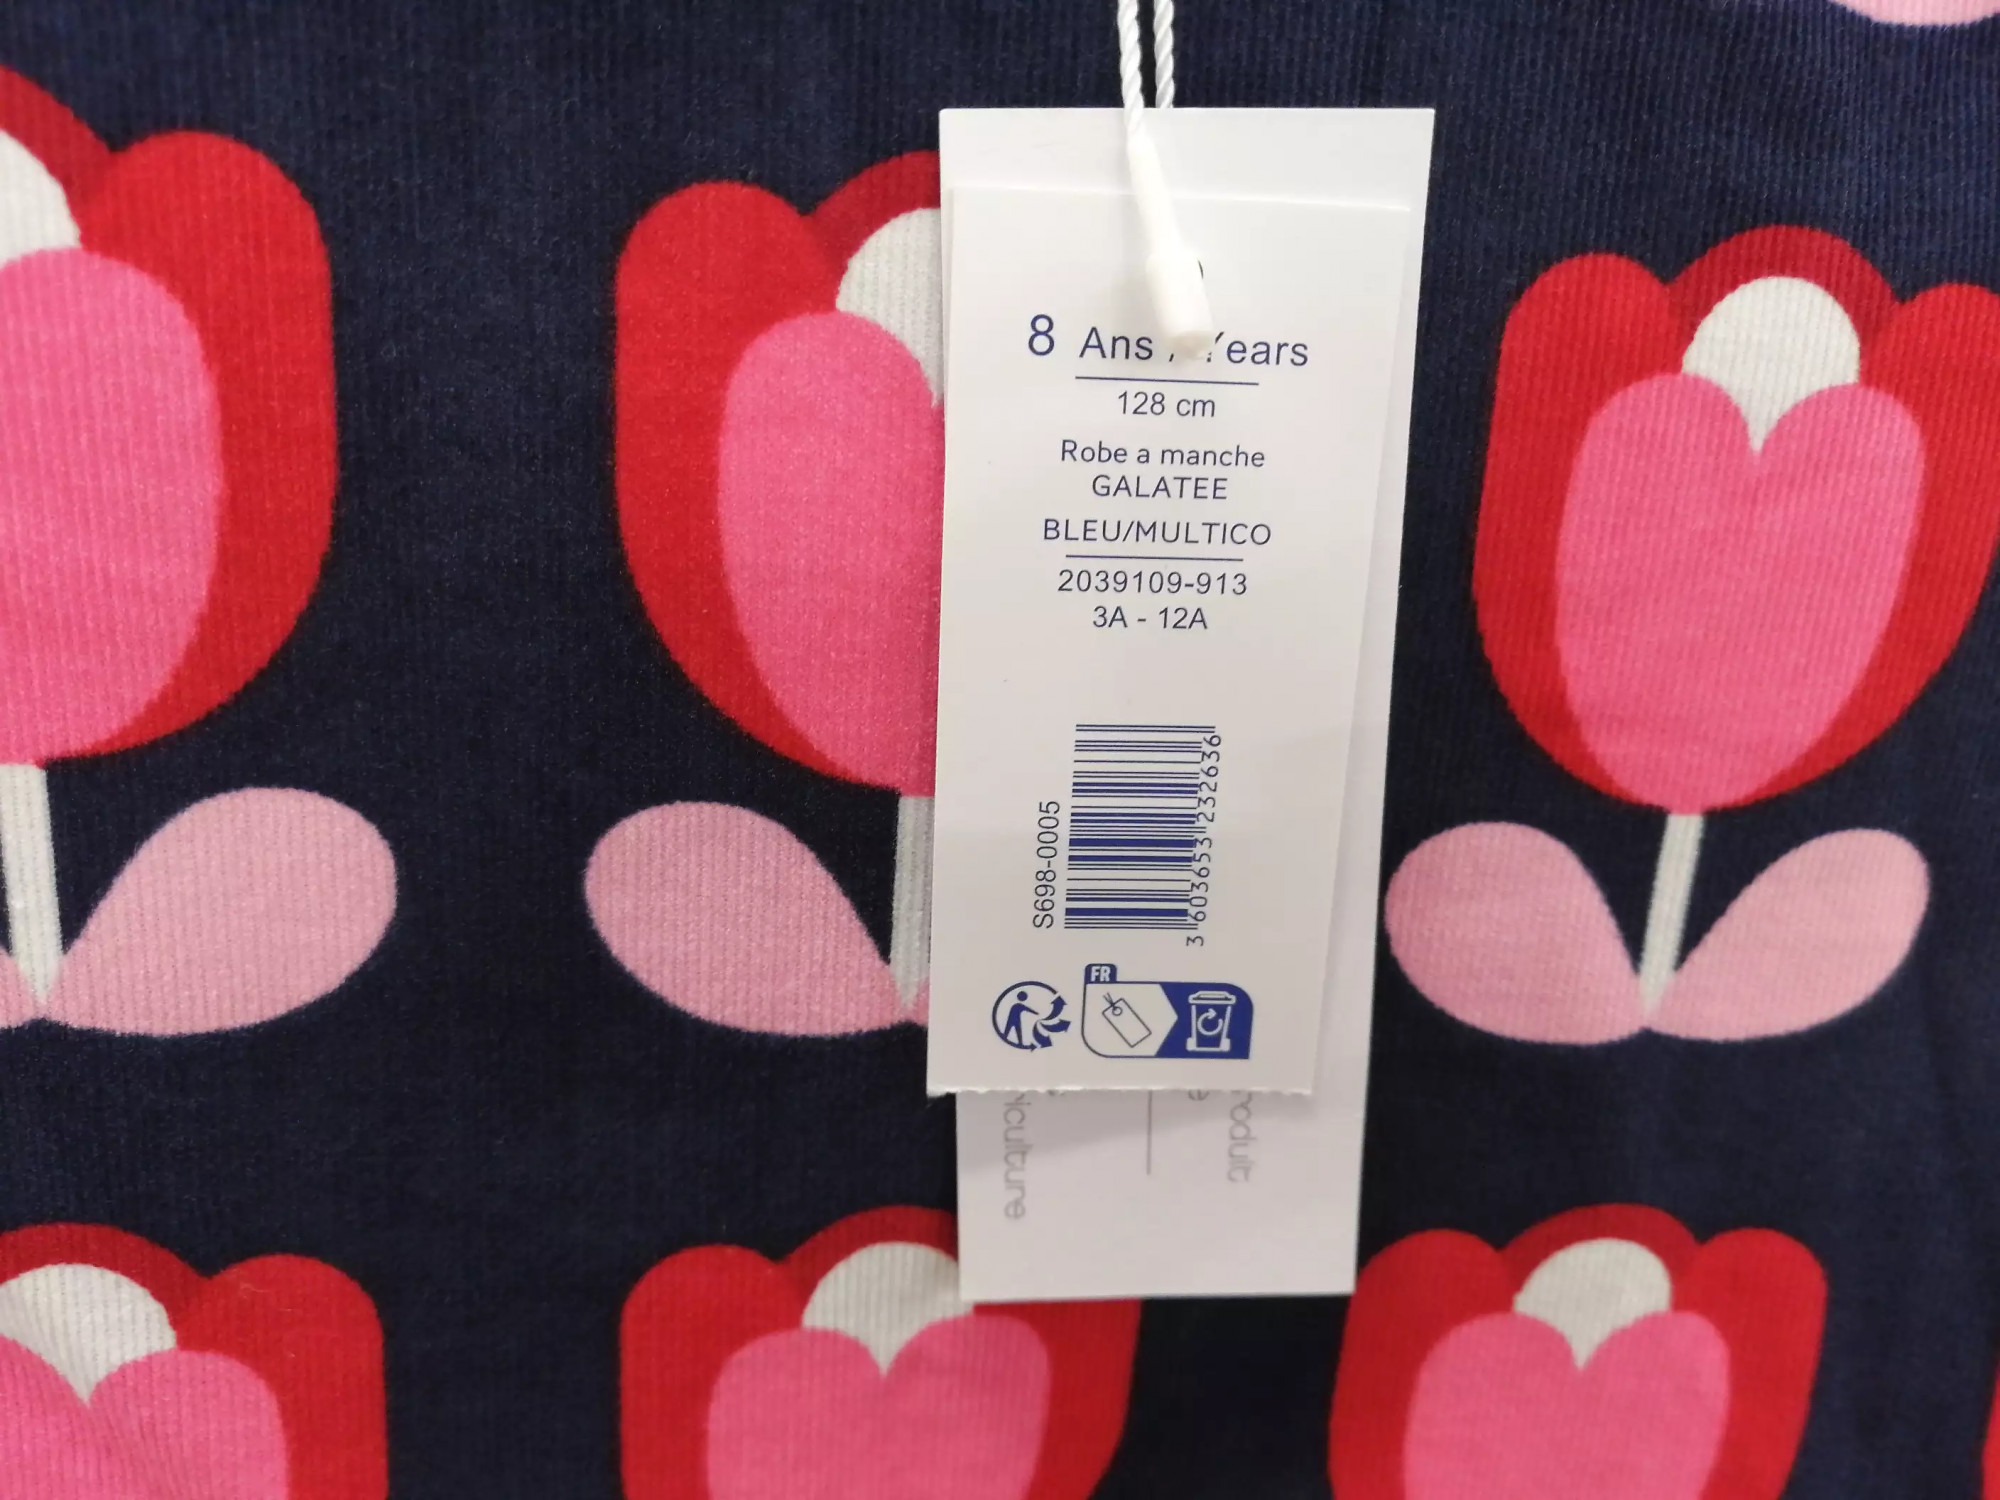 8 Ans / Years
128 cm
Robe a manche
GALATEE
BLEU/MULTICO
2039109-913
3A - 12A
S698-0005
3 603653 232636
FR